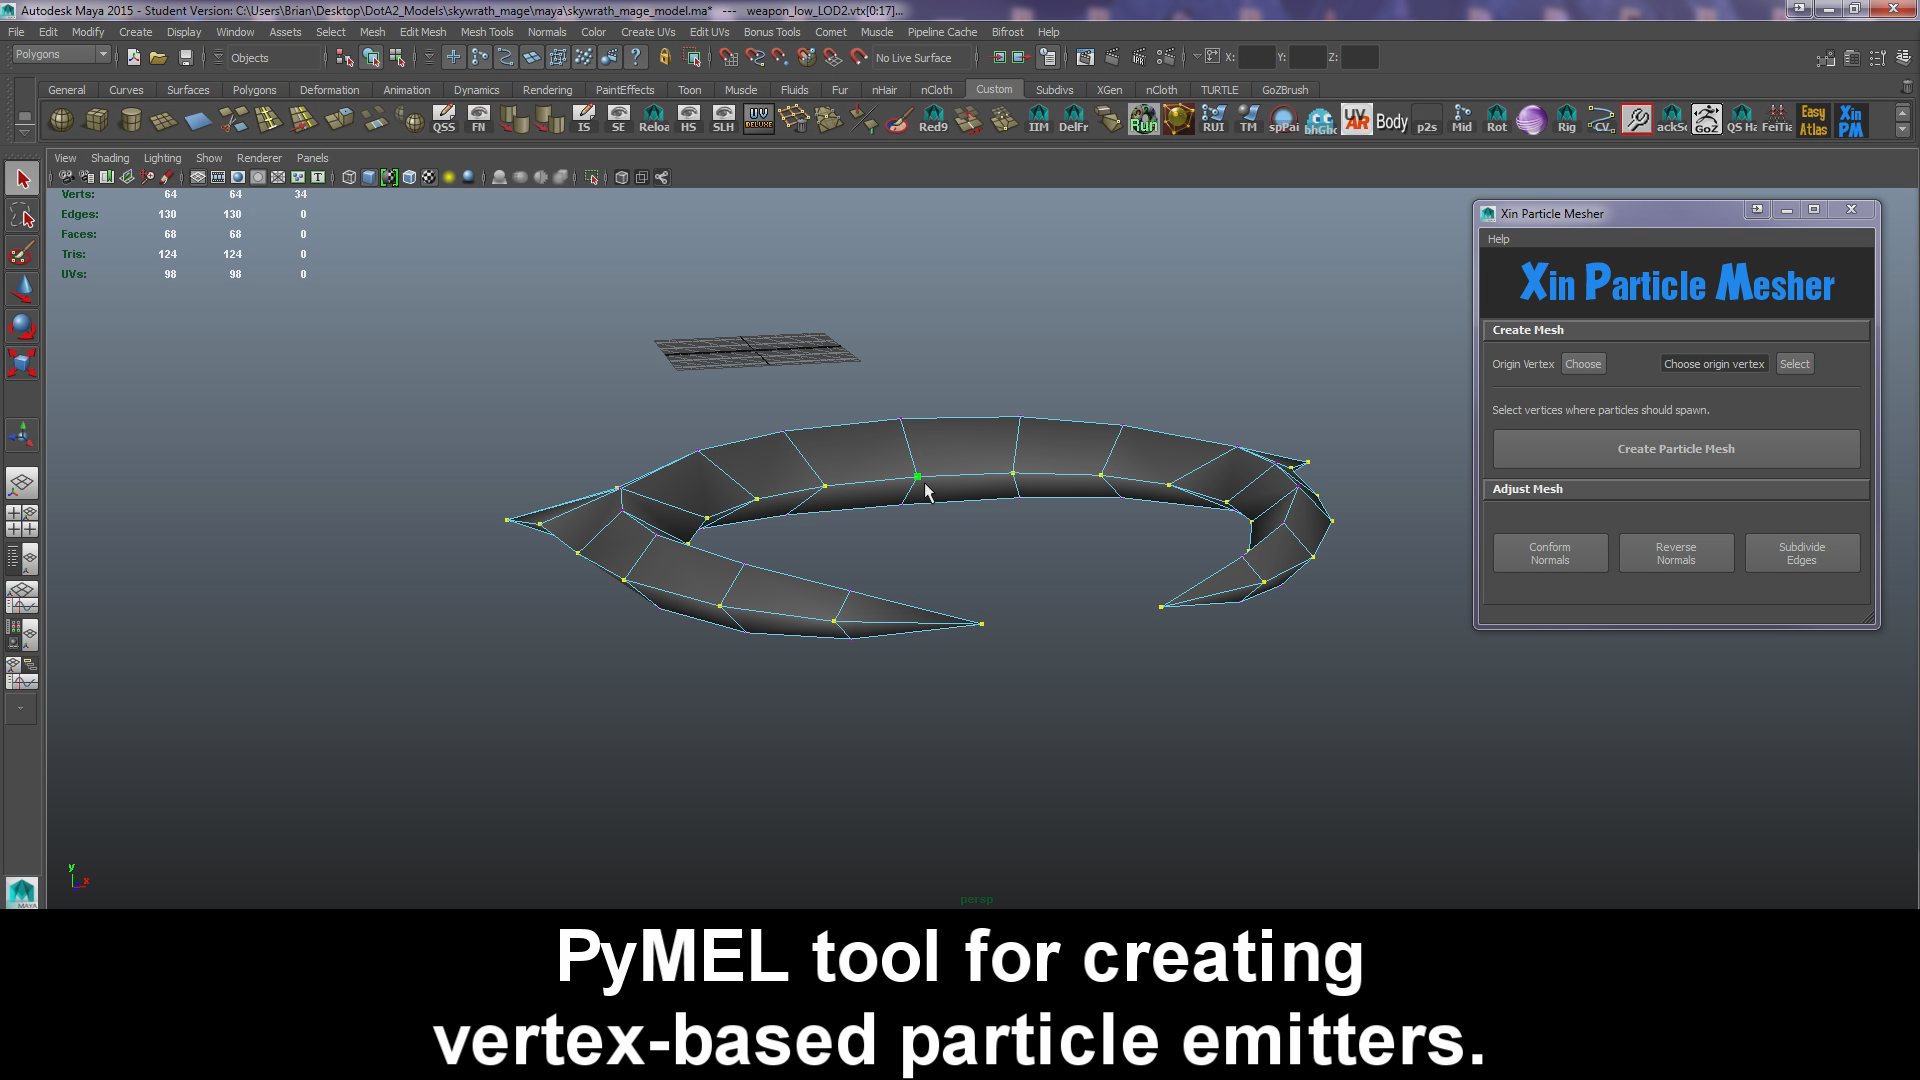 Autodesk Maya 2015 - Student Version: C:\Users\Brian\Desktop\DotA2_Models\skywrath_mage\maya\skywrath_mage_model.ma*   ---   weapon_low_LOD2.vtx[0:17]...
File Edit Modify Create Display Window Assets Select Mesh Edit Mesh Mesh Tools Normals Color Create UVs Edit UVs Bonus Tools Comet Muscle Pipeline Cache Bifrost Help
Polygons Objects No Live Surface X: Y: Z:
General Curves Surfaces Polygons Deformation Animation Dynamics Rendering PaintEffects Toon Muscle Fluids Fur nHair nCloth Custom Subdivs XGen nCloth TURTLE GoZBrush
QSS FN IS SE Reloa HS SLH UV DELUXE Red9 IIM DelFr Run RUI TM spPai bhGhc UV AR Body p2s Mid Rot Rig CV. ackSc GoZ QS Ha FeiTia Easy Atlas Xin PM
View Shading Lighting Show Renderer Panels
Verts: 64 64 34
Edges: 130 130 0
Faces: 68 68 0
Tris: 124 124 0
UVs: 98 98 0
Xin Particle Mesher
Help
Xin Particle Mesher
Create Mesh
Origin Vertex Choose Choose origin vertex Select
Select vertices where particles should spawn.
Create Particle Mesh
Adjust Mesh
Conform Normals
Reverse Normals
Subdivide Edges
y
x
MAYA
persp
PyMEL tool for creating
vertex-based particle emitters.